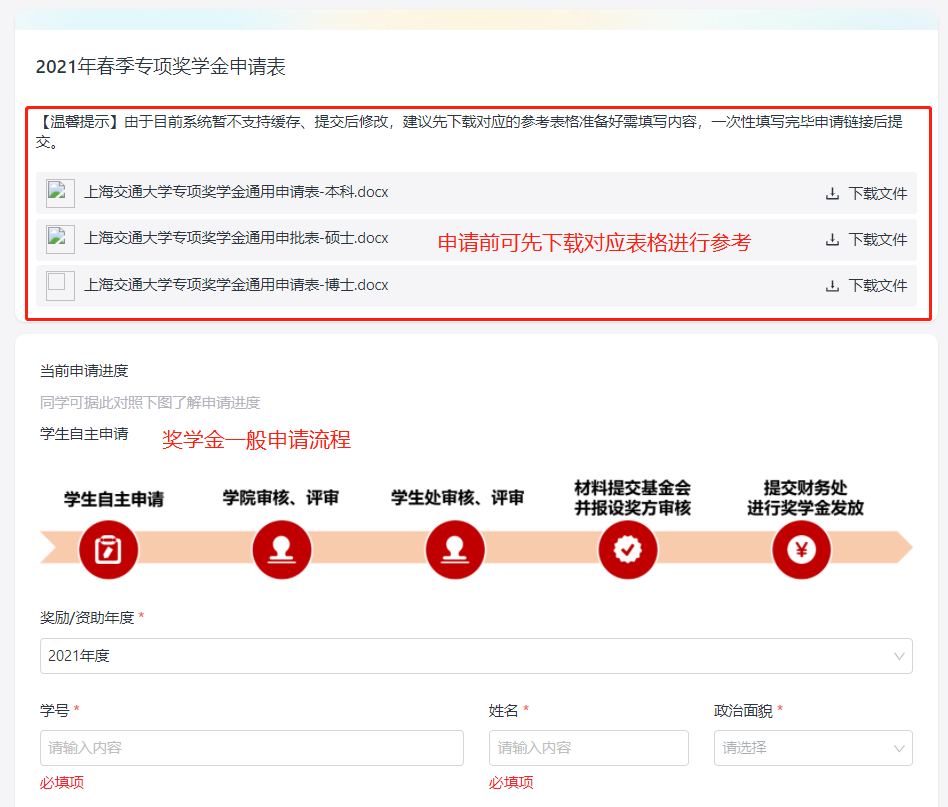 2021年春季专项奖学金申请表
【温馨提示】由于目前系统暂不支持缓存、提交后修改，建议先下载对应的参考表格准备好需填写内容，一次性填写完毕申请链接后提
交。
上海交通大学专项奖学金通用申请表-本科.docx 下载文件
上海交通大学专项奖学金通用申批表-硕士.docx 申请前可先下载对应表格进行参考 下载文件
上海交通大学专项奖学金通用申请表-博士.docx 下载文件
当前申请进度
同学可据此对照下图了解申请进度
学生自主申请 奖学金一般申请流程
学生自主申请 学院审核、评审 学生处审核、评审 材料提交基金会 提交财务处
并报设奖方审核 进行奖学金发放
¥
奖励/资助年度 *
2021年度
学号 * 姓名 * 政治面貌 *
请输入内容 请输入内容 请选择
必填项 必填项